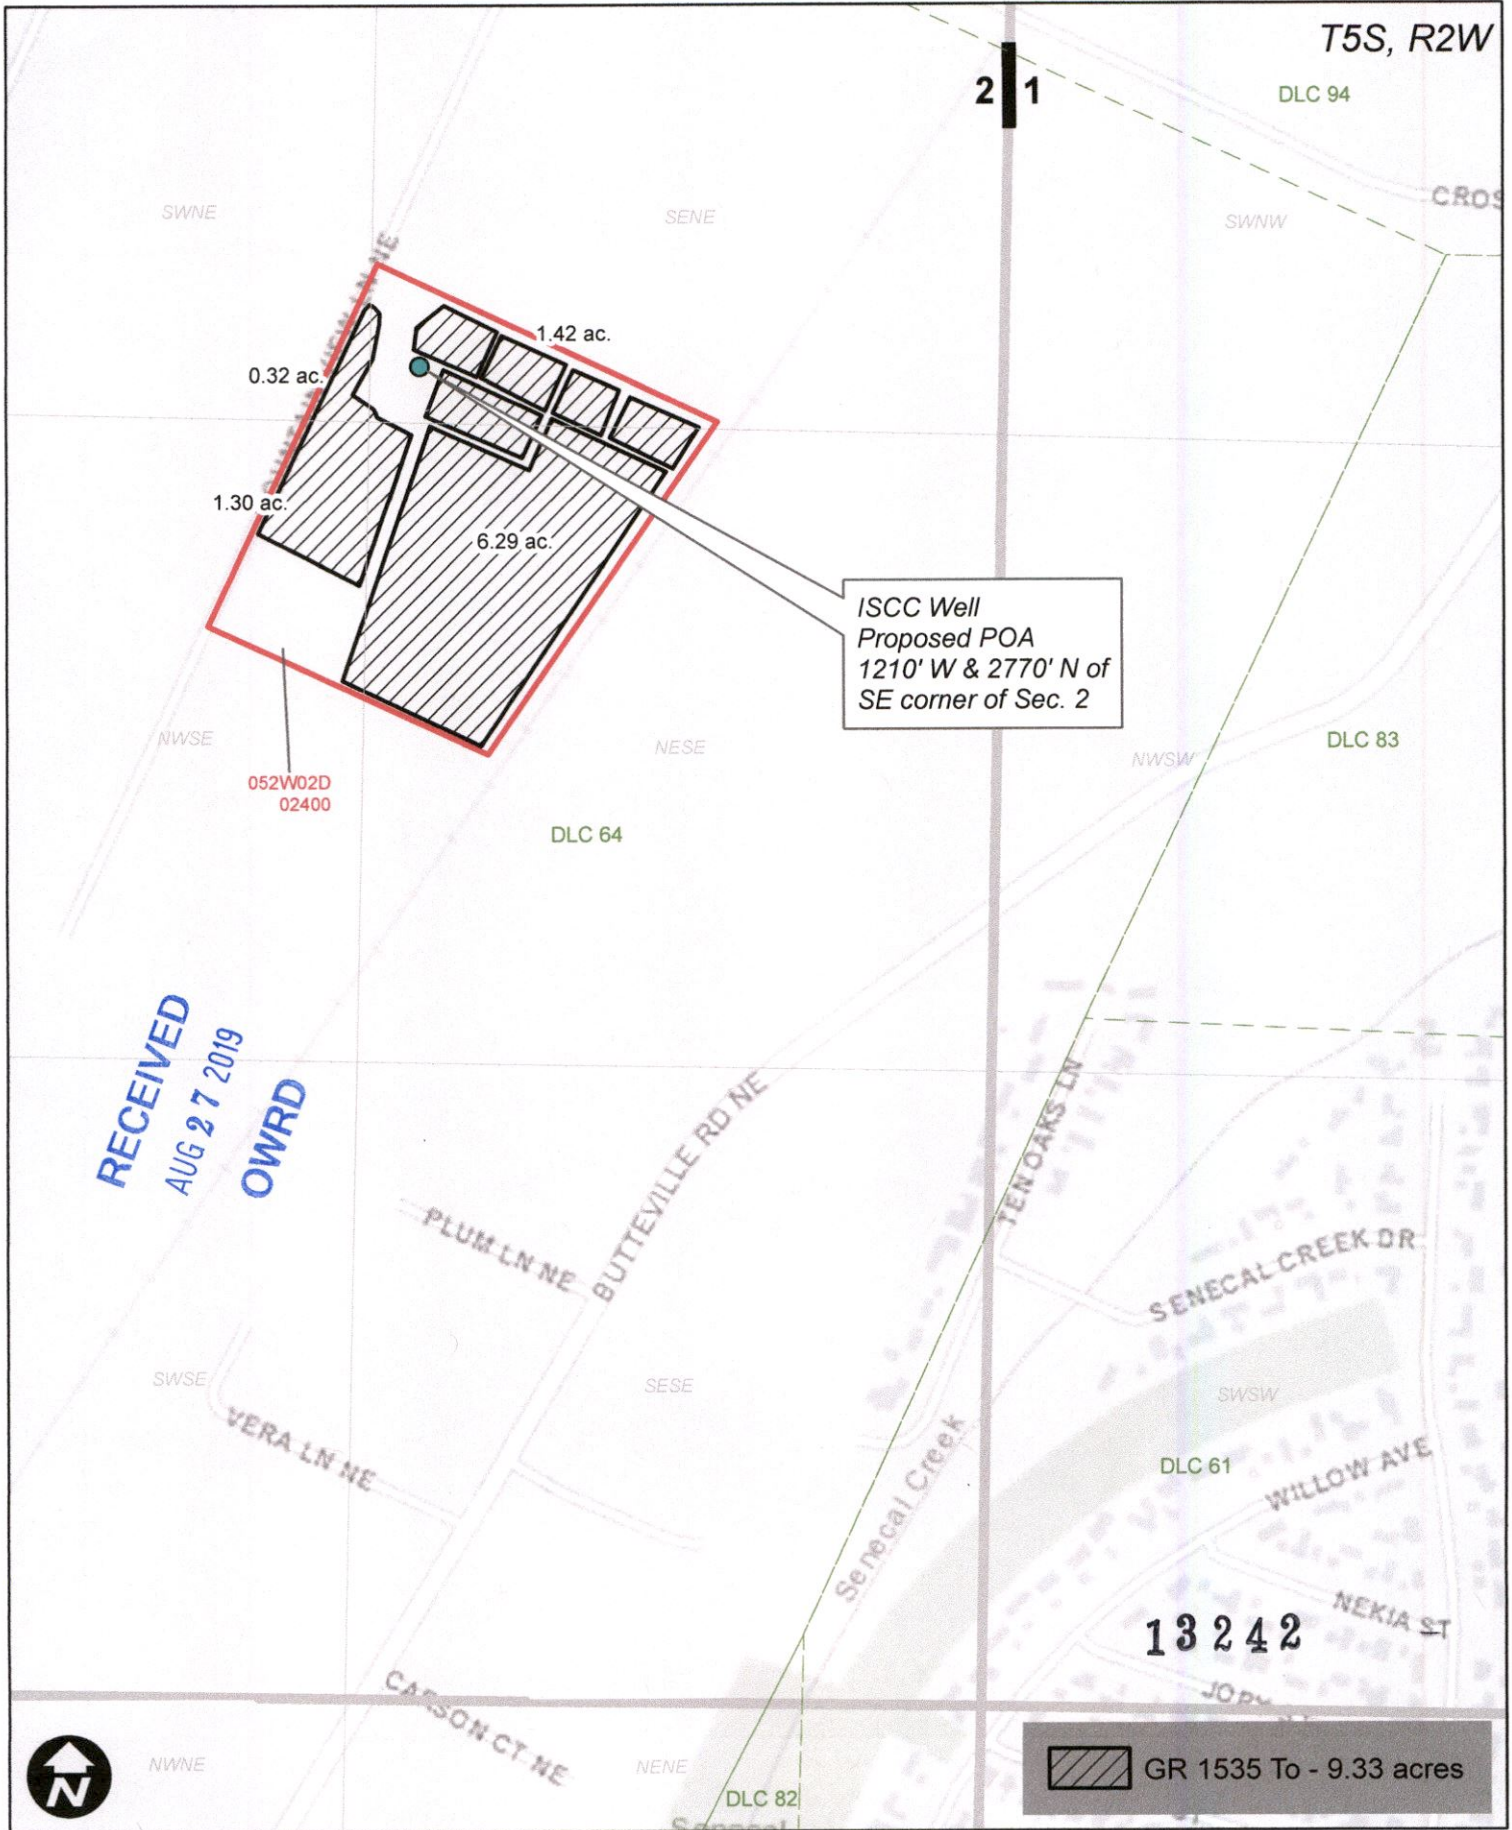 T5S, R2W
2 1
DLC 94
CROS
SWNE
SENE
SWNW
1.42 ac.
0.32 ac.
1.30 ac.
6.29 ac.
ISCC Well
Proposed POA
1210' W & 2770' N of
SE corner of Sec. 2
NWSE
NESE
NWSW
DLC 83
052W02D
02400
DLC 64
RECEIVED
AUG 27 2019
OWRD
BUTTEVILLE RD NE
PLUM LN NE
TEN OAKS LN
SENECAL CREEK DR
SWSE
SESE
SWSW
VERA LN NE
Senecal Creek
DLC 61
WILLOW AVE
NEKIA ST
13242
CARSON CT NE
N
NWNE
NENE
DLC 82
Senecal
GR 1535 To - 9.33 acres